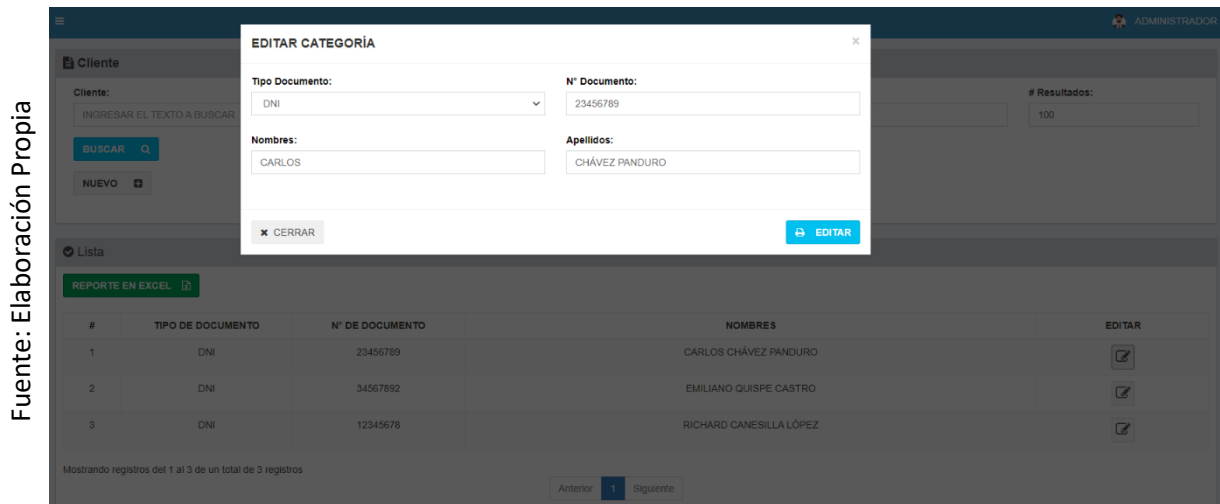 ADMINISTRADOR
EDITAR CATEGORÍA ×
Cliente
Tipo Documento: N° Documento:
DNI 23456789
Nombres: Apellidos:
CARLOS CHÁVEZ PANDURO
CERRAR EDITAR
Cliente: # Resultados:
INGRESAR EL TEXTO A BUSCAR 100
BUSCAR
NUEVO
Lista
REPORTE EN EXCEL
# TIPO DE DOCUMENTO N° DE DOCUMENTO NOMBRES EDITAR
1 DNI 23456789 CARLOS CHÁVEZ PANDURO
2 DNI 34567892 EMILIANO QUISPE CASTRO
3 DNI 12345678 RICHARD CANESILLA LÓPEZ
Mostrando registros del 1 al 3 de un total de 3 registros
Anterior 1 Siguiente
Fuente: Elaboración Propia